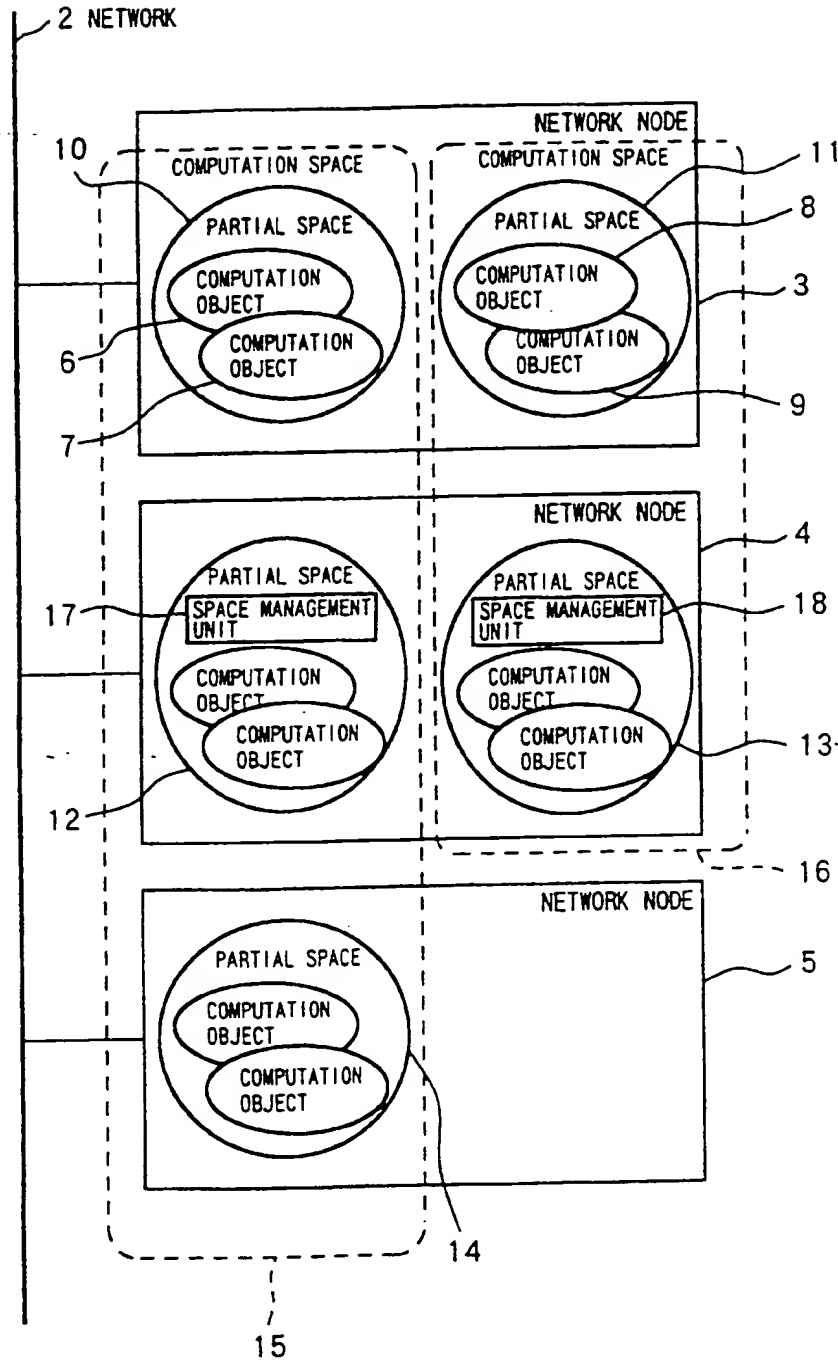 2 NETWORK
NETWORK NODE
10
COMPUTATION SPACE
COMPUTATION SPACE
11
PARTIAL SPACE
PARTIAL SPACE
8
COMPUTATION
OBJECT
COMPUTATION
OBJECT
3
6
COMPUTATION
OBJECT
COMPUTATION
OBJECT
7
9
NETWORK NODE
4
PARTIAL SPACE
PARTIAL SPACE
17
SPACE MANAGEMENT
UNIT
SPACE MANAGEMENT
UNIT
18
COMPUTATION
OBJECT
COMPUTATION
OBJECT
COMPUTATION
OBJECT
COMPUTATION
OBJECT
13
12
16
NETWORK NODE
PARTIAL SPACE
5
COMPUTATION
OBJECT
COMPUTATION
OBJECT
14
15